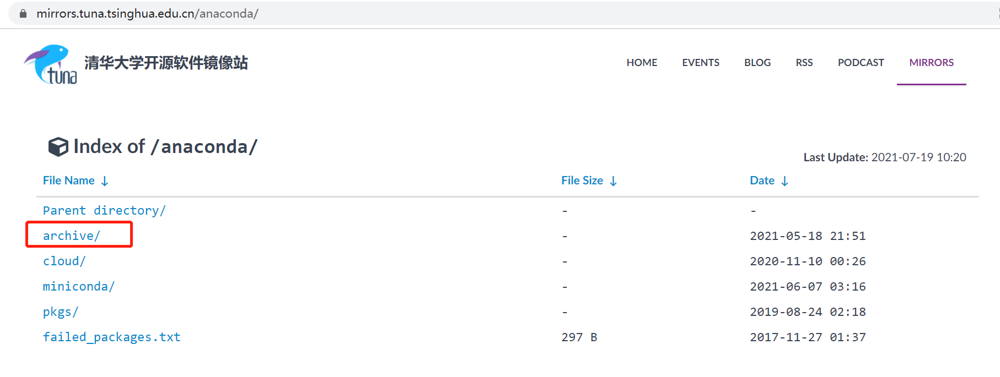 mirrors.tuna.tsinghua.edu.cn/anaconda/
tuna 清华大学开源软件镜像站 HOME EVENTS BLOG RSS PODCAST MIRRORS
Index of /anaconda/
Last Update: 2021-07-19 10:20
File Name ↓ File Size ↓ Date ↓
Parent directory/ - -
archive/ - 2021-05-18 21:51
cloud/ - 2020-11-10 00:26
miniconda/ - 2021-06-07 03:16
pkgs/ - 2019-08-24 02:18
failed_packages.txt 297 B 2017-11-27 01:37